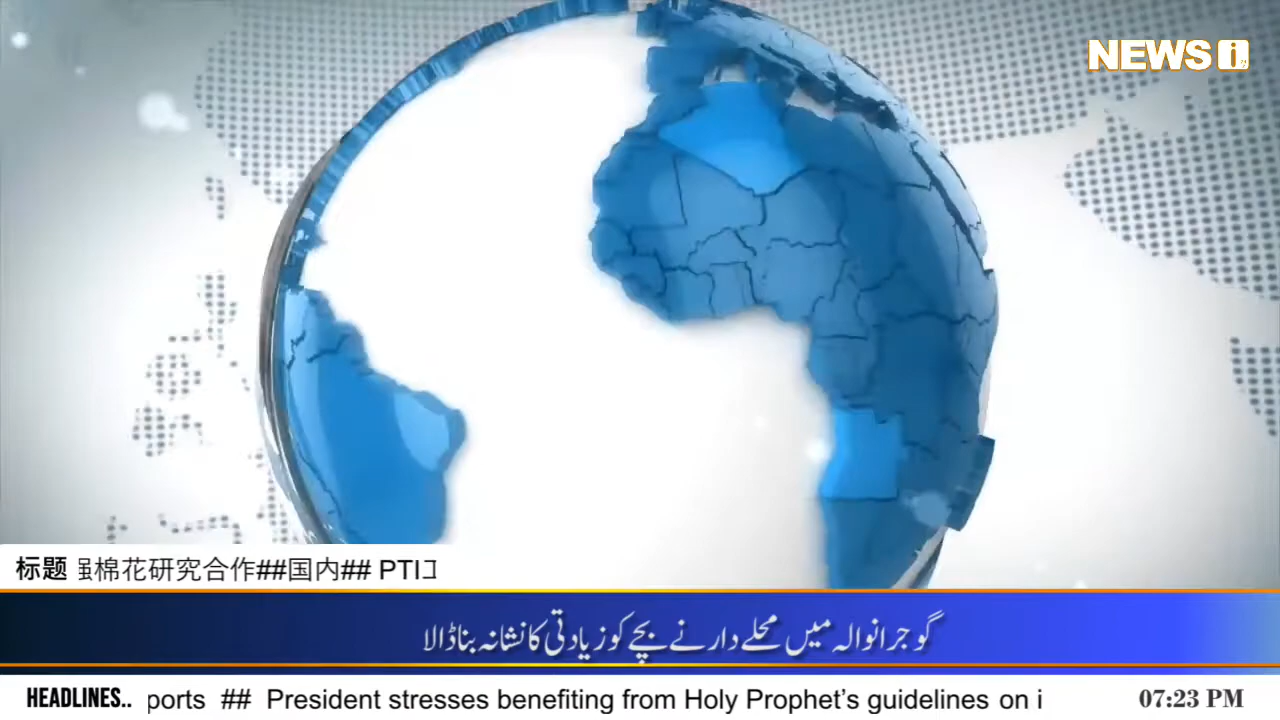 NEWS i
标题 强棉花研究合作##国内## PTI
گوجرانوالہ میں محلے دار نے بچے کو زیادتی کا نشانہ بنا ڈالا
HEADLINES.. ports ## President stresses benefiting from Holy Prophet's guidelines on i 07:23 PM